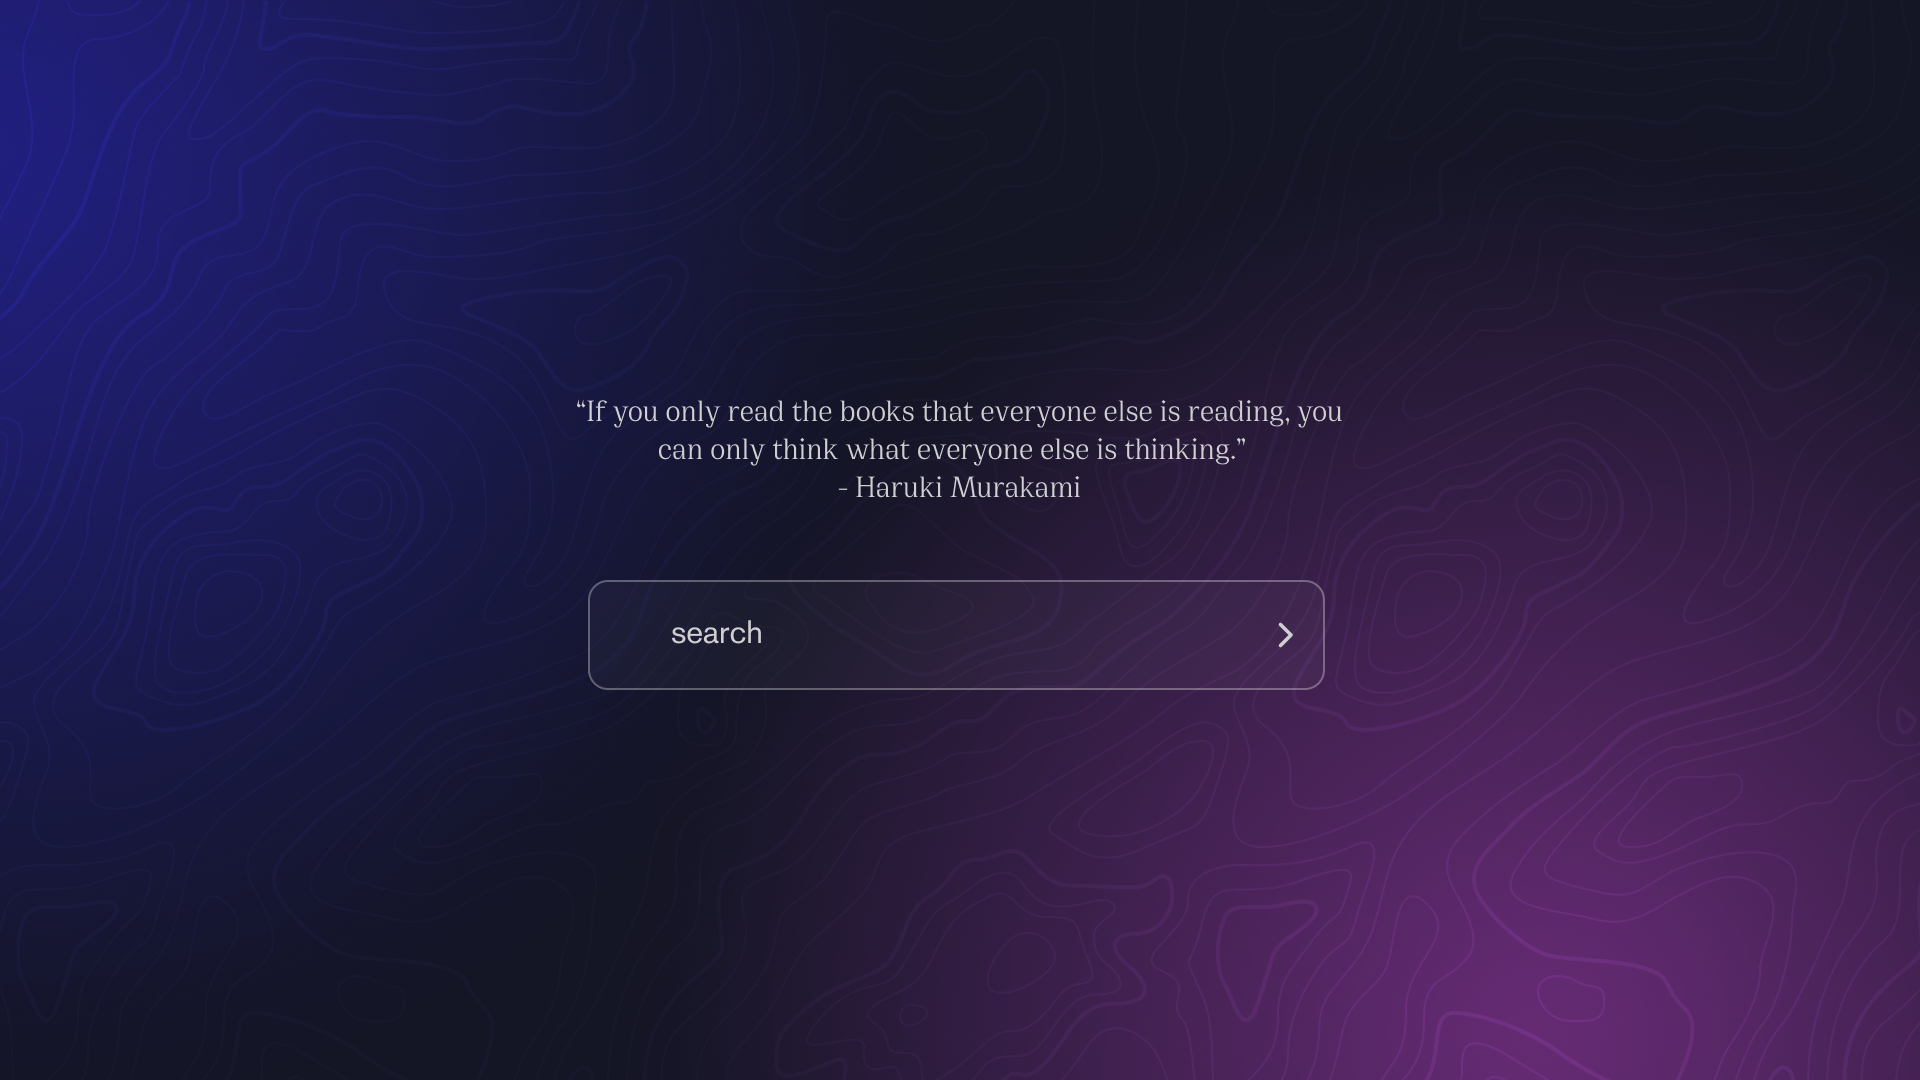 “If you only read the books that everyone else is reading, you
can only think what everyone else is thinking.”
- Haruki Murakami
search